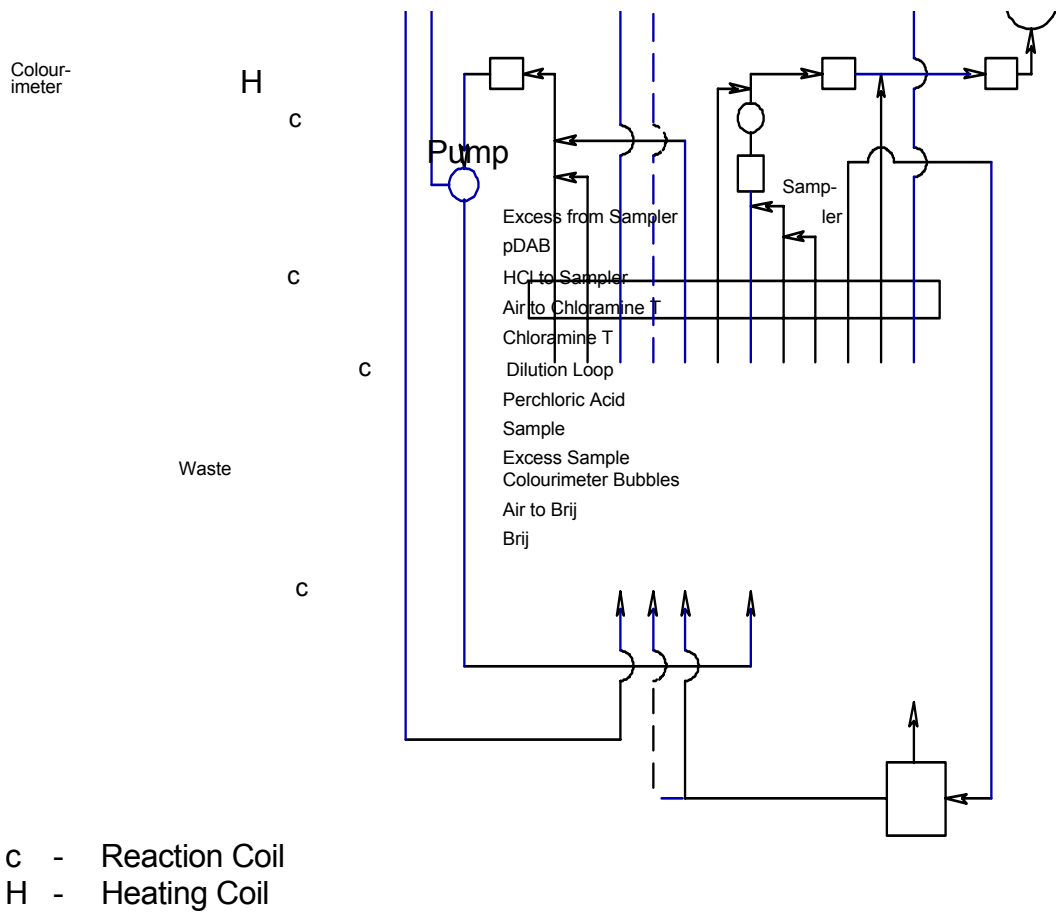 Colour-
imeter
H
c
Pump
Samp-
ler
Excess from Sampler
pDAB
HCl to Sampler
c
Air to Chloramine T
Chloramine T
c
Dilution Loop
Perchloric Acid
Sample
Waste
Excess Sample
Colourimeter Bubbles
Air to Brij
Brij
c
c - Reaction Coil
H - Heating Coil